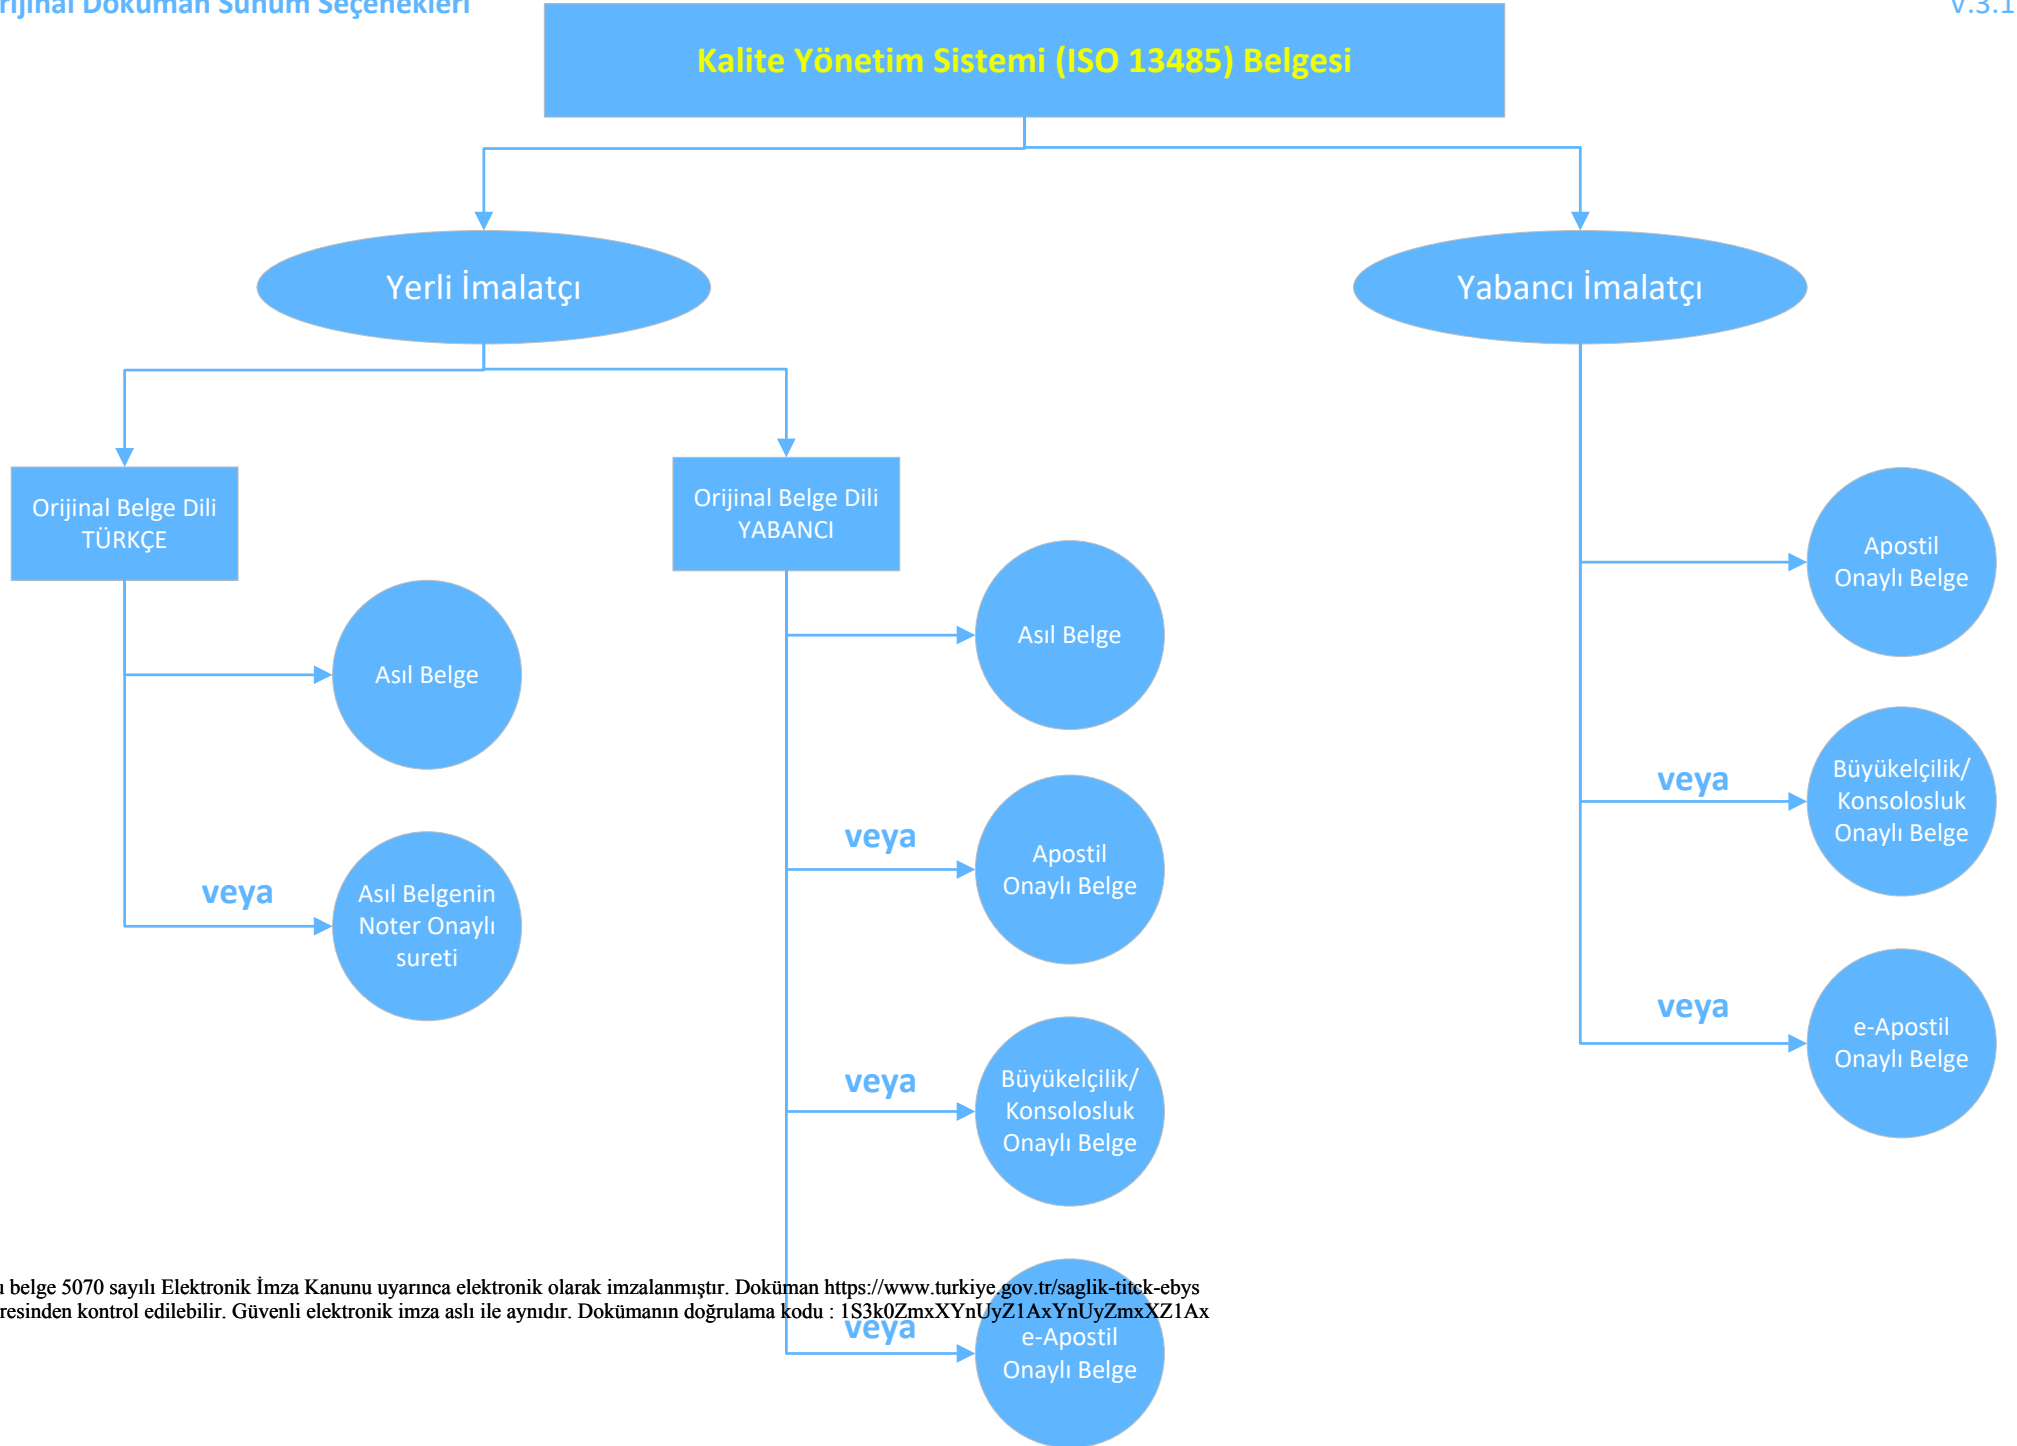 rijinal Doküman Sunum Seçenekleri
V.3.1
Kalite Yönetim Sistemi (ISO 13485) Belgesi
Yerli İmalatçı
Yabancı İmalatçı
Orijinal Belge Dili
TÜRKÇE
Asıl Belge
veya
Asıl Belgenin
Noter Onaylı
sureti
Orijinal Belge Dili
YABANCI
Asıl Belge
veya
Apostil
Onaylı Belge
veya
Büyükelçilik/
Konsolosluk
Onaylı Belge
veya
e-Apostil
Onaylı Belge
Apostil
Onaylı Belge
veya
Büyükelçilik/
Konsolosluk
Onaylı Belge
veya
e-Apostil
Onaylı Belge
u belge 5070 sayılı Elektronik İmza Kanunu uyarınca elektronik olarak imzalanmıştır. Doküman https://www.turkiye.gov.tr/saglik-titck-ebys
resinden kontrol edilebilir. Güvenli elektronik imza aslı ile aynıdır. Dokümanın doğrulama kodu : 1S3k0ZmxXYnUyZ1AxYnUyZmxXZ1Ax